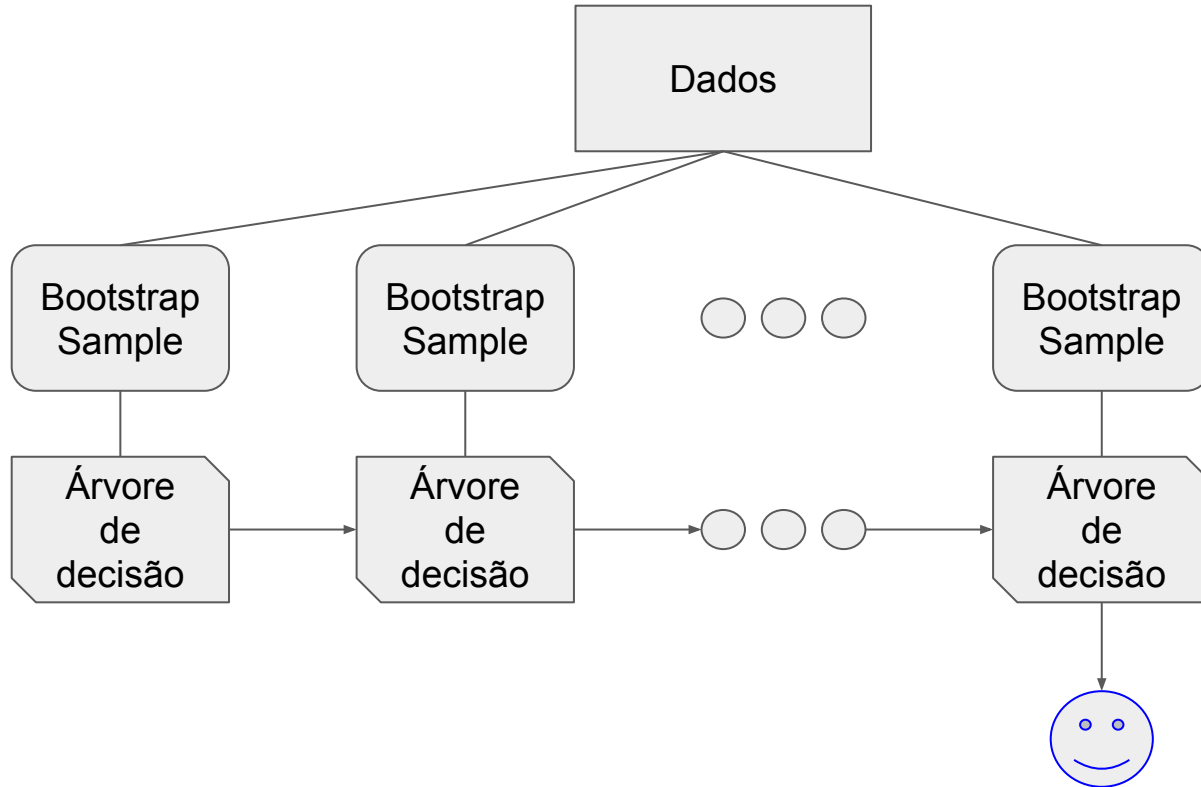 Dados
Bootstrap
Sample
Bootstrap
Sample
Bootstrap
Sample
Árvore
de
decisão
Árvore
de
decisão
Árvore
de
decisão